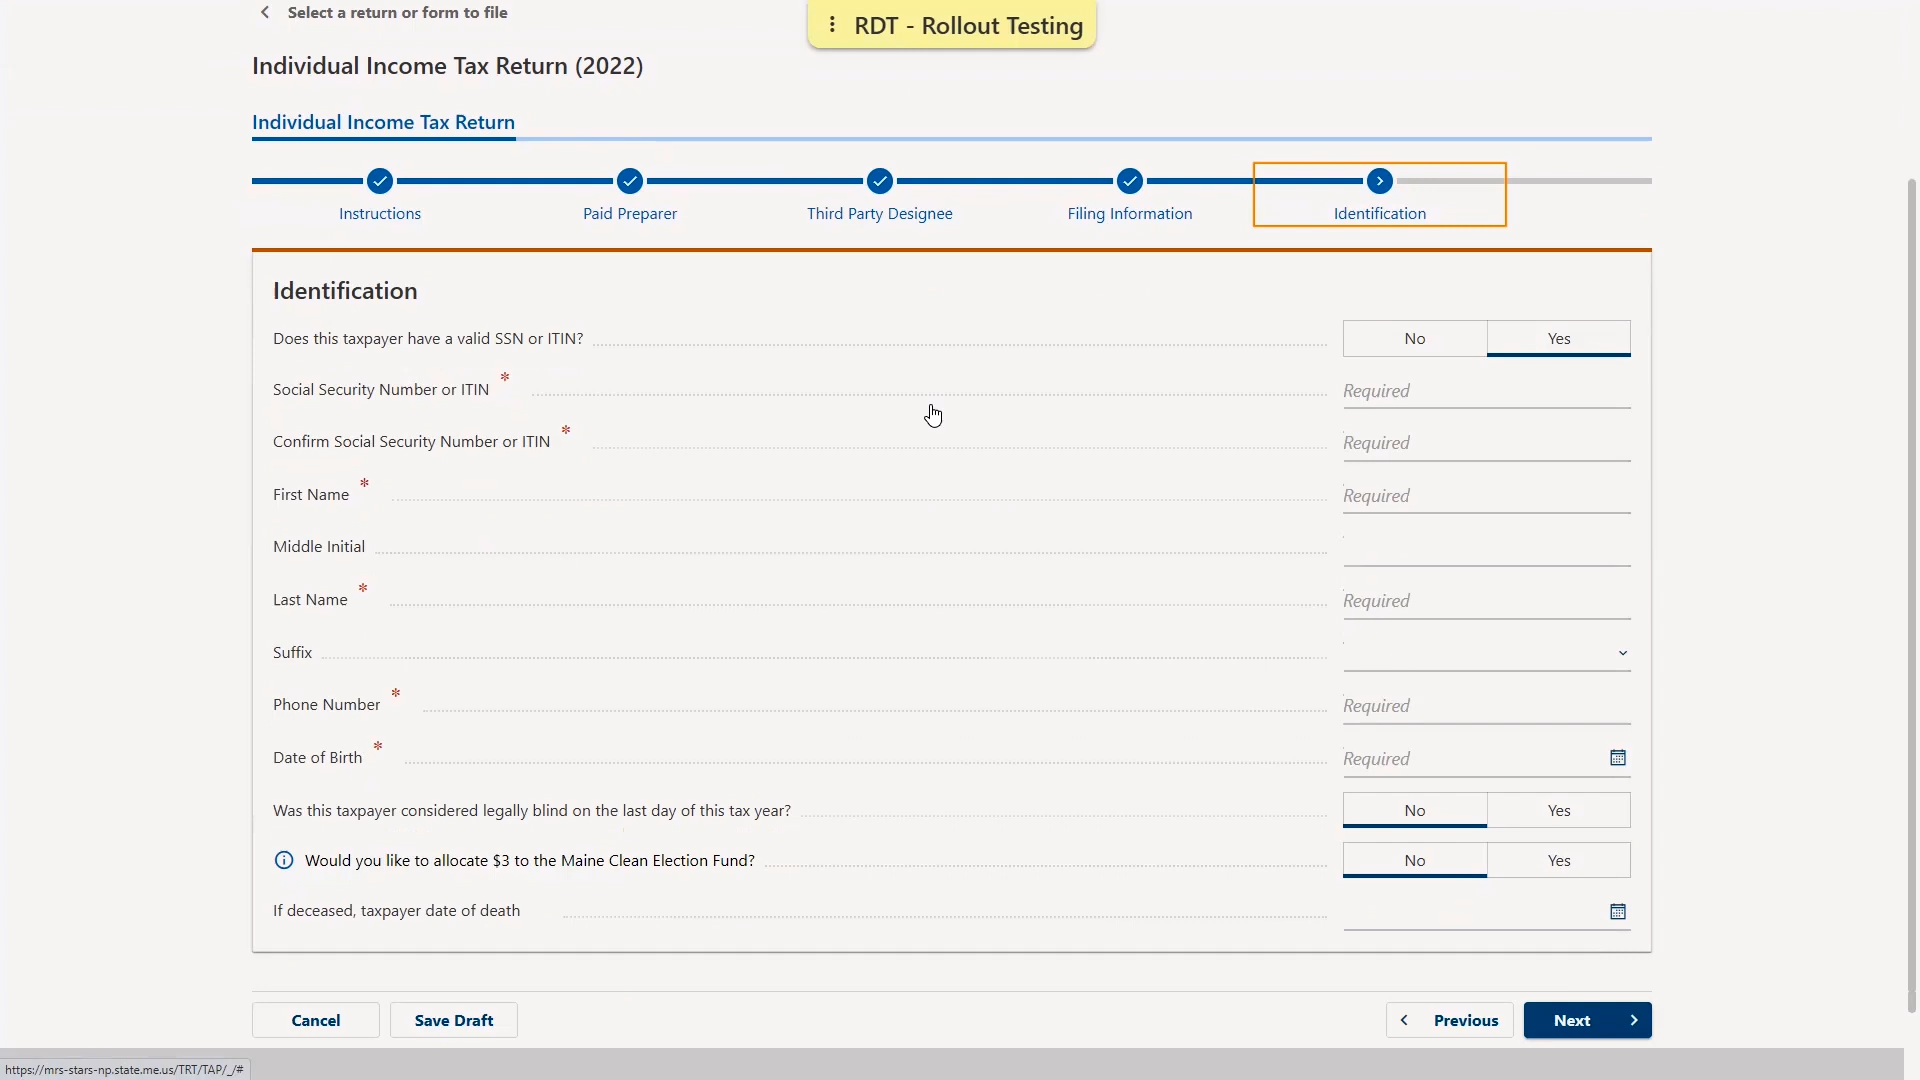 Select a return or form to file
RDT - Rollout Testing
Individual Income Tax Return (2022)
Individual Income Tax Return
Instructions
Paid Preparer
Third Party Designee
Filing Information
Identification
Identification
Does this taxpayer have a valid SSN or ITIN? No Yes
Social Security Number or ITIN * Required
Confirm Social Security Number or ITIN * Required
First Name * Required
Middle Initial
Last Name * Required
Suffix
Phone Number * Required
Date of Birth * Required
Was this taxpayer considered legally blind on the last day of this tax year? No Yes
Would you like to allocate $3 to the Maine Clean Election Fund? No Yes
If deceased, taxpayer date of death
Cancel Save Draft Previous Next
https://mrs-stars-np.state.me.us/TRT/TAP/_/#